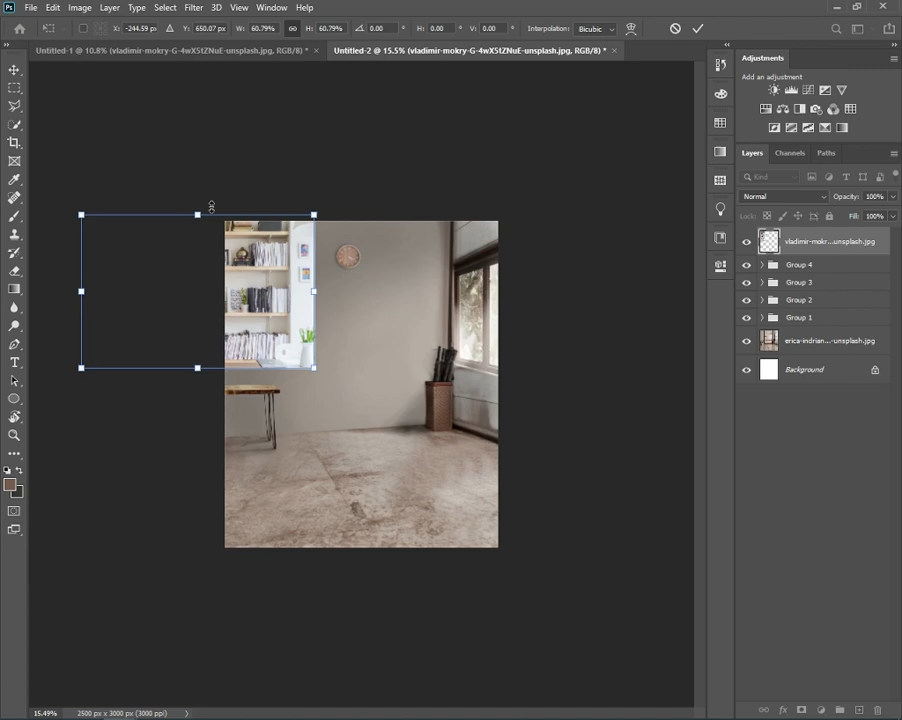 Ps File Edit Image Layer Type Select Filter 3D View Window Help
X: -244.59 px Y: 650.07 px W: 60.79% H: 60.79% 0.00 ° H: 0.00 ° V: 0.00 ° Interpolation: Bicubic
Untitled-1 @ 10.8% (vladimir-mokry-G-4wX5tZNuE-unsplash.jpg, RGB/8) * × Untitled-2 @ 15.5% (vladimir-mokry-G-4wX5tZNuE-unsplash.jpg, RGB/8) * ×
Adjustments
Add an adjustment
Layers Channels Paths
Kind
Normal Opacity: 100%
Lock: Fill: 100%
vladimir-mokr...unsplash.jpg
Group 4
Group 3
Group 2
Group 1
erica-indrian...-unsplash.jpg
Background
T
15.49% 2500 px x 3000 px (3000 ppi)